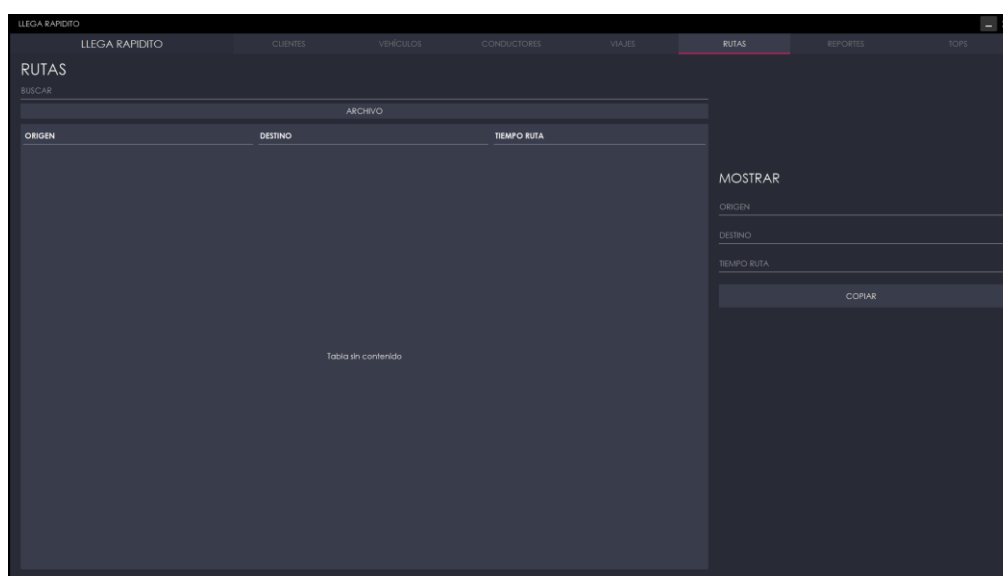 LLEGA RAPIDITO
LLEGA RAPIDITO CLIENTES VEHÍCULOS CONDUCTORES VIAJES RUTAS REPORTES TOPS
RUTAS
BUSCAR
ARCHIVO
ORIGEN DESTINO TIEMPO RUTA
Tabla sin contenido
MOSTRAR
ORIGEN
DESTINO
TIEMPO RUTA
COPIAR